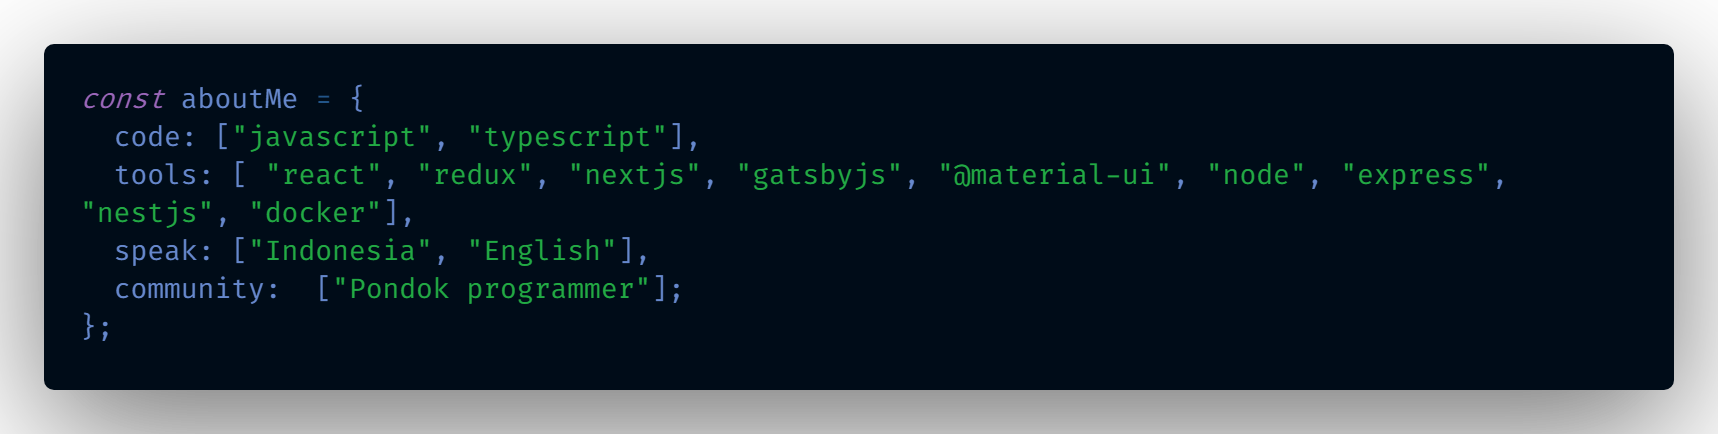 const aboutMe = {
  code: ["javascript", "typescript"],
  tools: [ "react", "redux", "nextjs", "gatsbyjs", "@material-ui", "node", "express",
"nestjs", "docker"],
  speak: ["Indonesia", "English"],
  community:  ["Pondok programmer"];
};